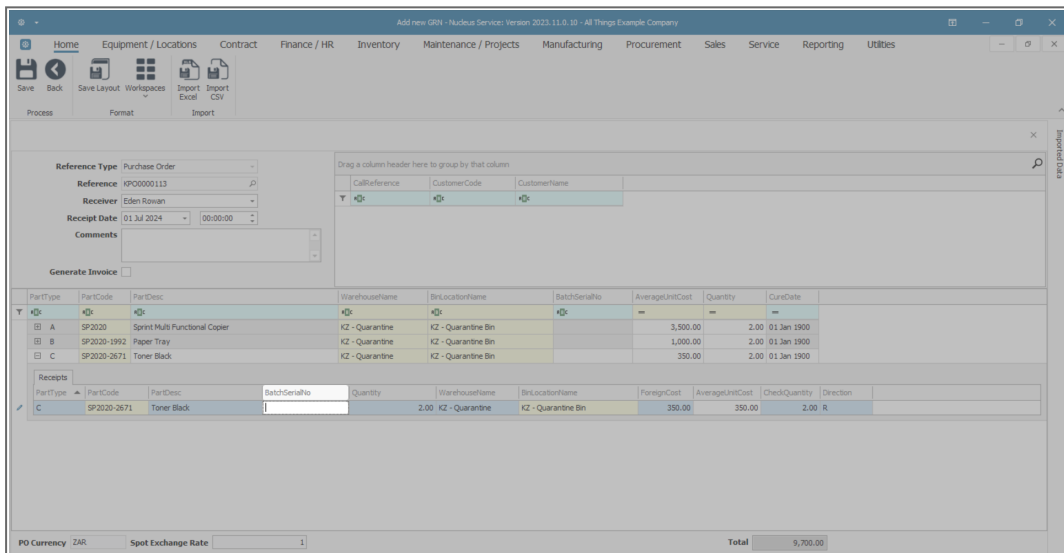 Add new GRN - Nucleus Service: Version 2023.11.0.10 - All Things Example Company
Home Equipment / Locations Contract Finance / HR Inventory Maintenance / Projects Manufacturing Procurement Sales Service Reporting Utilities
Save Back Save Layout Workspaces Import Excel Import CSV
Process Format Import
Imported Data
Reference Type Purchase Order
Reference KPO0000113
Receiver Eden Rowan
Receipt Date 01 Jul 2024 00:00:00
Comments
Generate Invoice
Drag a column header here to group by that column
CallReference CustomerCode CustomerName
PartType PartCode PartDesc WarehouseName BinLocationName BatchSerialNo AverageUnitCost Quantity CureDate
A SP2020 Sprint Multi Functional Copier KZ - Quarantine KZ - Quarantine Bin 3,500.00 2.00 01 Jan 1900
B SP2020-1992 Paper Tray KZ - Quarantine KZ - Quarantine Bin 1,000.00 2.00 01 Jan 1900
C SP2020-2671 Toner Black KZ - Quarantine KZ - Quarantine Bin 350.00 2.00 01 Jan 1900
Receipts
PartType PartCode PartDesc BatchSerialNo Quantity WarehouseName BinLocationName ForeignCost AverageUnitCost CheckQuantity Direction
C SP2020-2671 Toner Black 2.00 KZ - Quarantine KZ - Quarantine Bin 350.00 350.00 2.00 R
PO Currency ZAR Spot Exchange Rate 1 Total 9,700.00